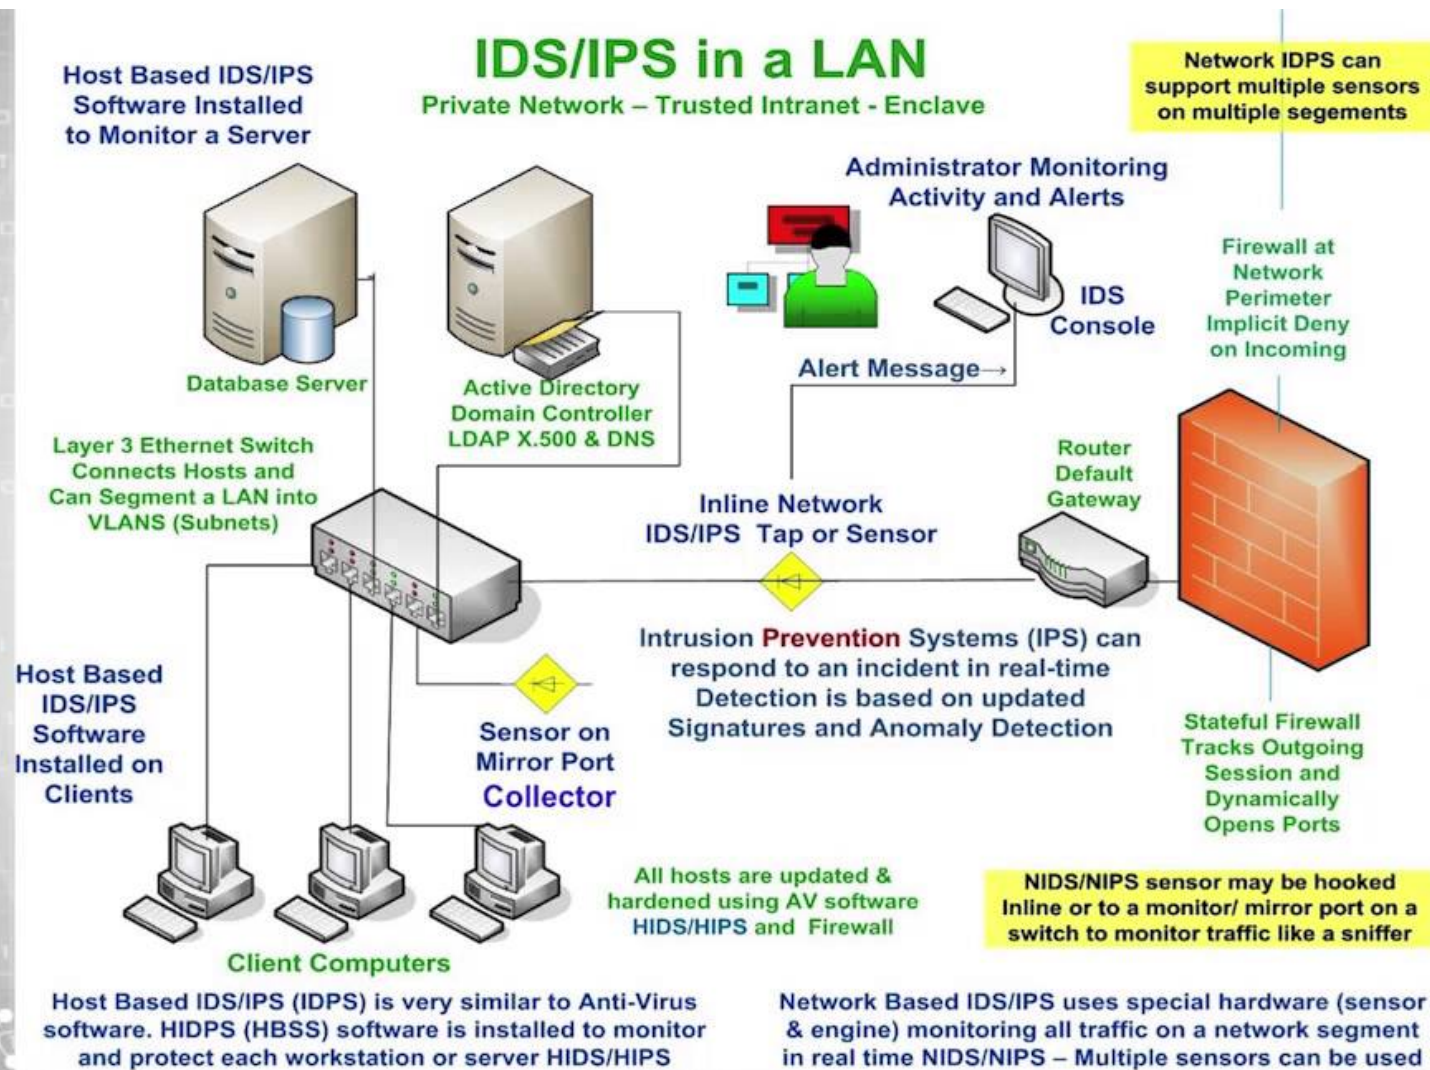 IDS/IPS in a LAN
Private Network – Trusted Intranet - Enclave
Host Based IDS/IPS
Software Installed
to Monitor a Server
Network IDPS can
support multiple sensors
on multiple segements
Administrator Monitoring
Activity and Alerts
IDS
Console
Alert Message→
Firewall at
Network
Perimeter
Implicit Deny
on Incoming
Database Server
Active Directory
Domain Controller
LDAP X.500 & DNS
Layer 3 Ethernet Switch
Connects Hosts and
Can Segment a LAN into
VLANS (Subnets)
Inline Network
IDS/IPS Tap or Sensor
Router
Default
Gateway
Intrusion Prevention Systems (IPS) can
respond to an incident in real-time
Detection is based on updated
Signatures and Anomaly Detection
Host Based
IDS/IPS
Software
Installed on
Clients
Sensor on
Mirror Port
Collector
Stateful Firewall
Tracks Outgoing
Session and
Dynamically
Opens Ports
All hosts are updated &
hardened using AV software
HIDS/HIPS and Firewall
NIDS/NIPS sensor may be hooked
Inline or to a monitor/ mirror port on a
switch to monitor traffic like a sniffer
Client Computers
Host Based IDS/IPS (IDPS) is very similar to Anti-Virus
software. HIDPS (HBSS) software is installed to monitor
and protect each workstation or server HIDS/HIPS
Network Based IDS/IPS uses special hardware (sensor
& engine) monitoring all traffic on a network segment
in real time NIDS/NIPS – Multiple sensors can be used